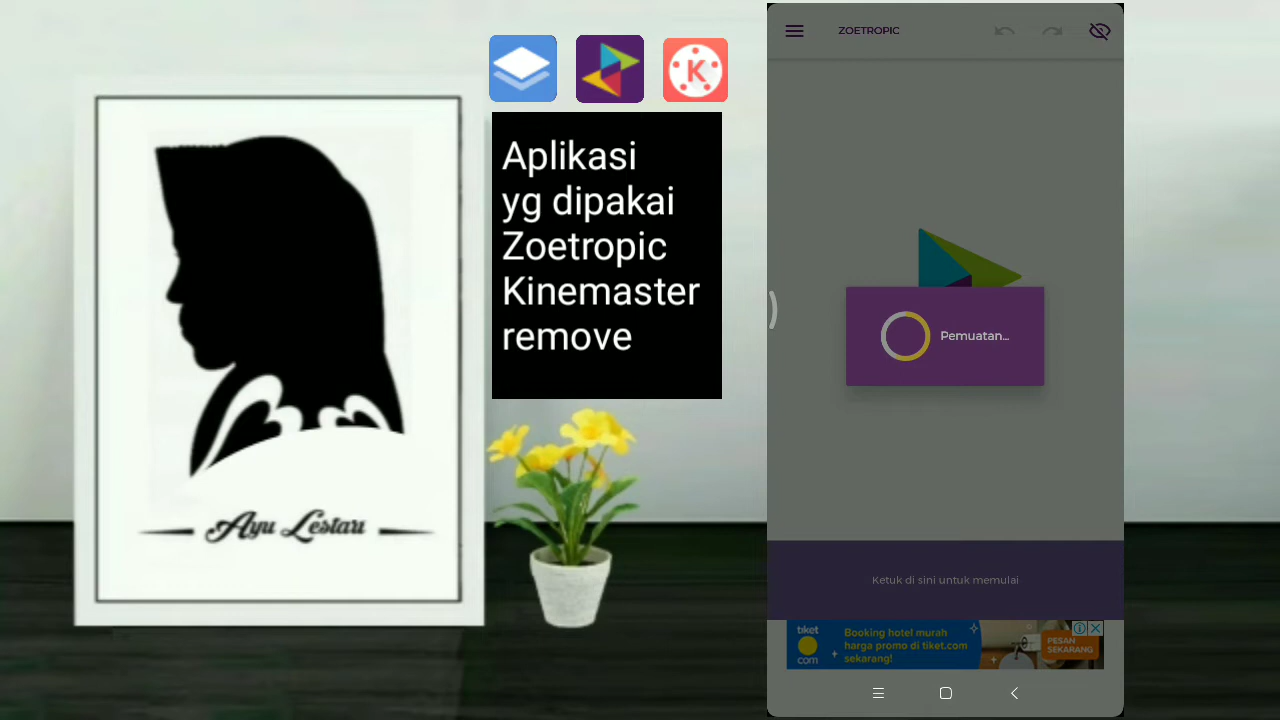 Ayu Lestari
K
Aplikasi
yg dipakai
Zoetropic
Kinemaster
remove
ZOETROPIC
Pemuatan...
Ketuk di sini untuk memulai
tiket
com
Booking hotel murah
harga promo di tiket.com
sekarang!
PESAN
SEKARANG